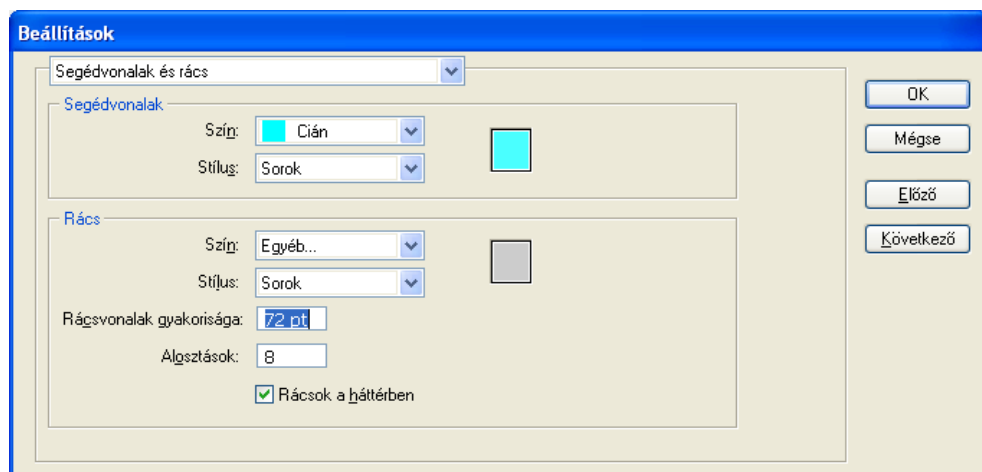 Beállítások
Segédvonalak és rács
Segédvonalak
Szín: Cián
Stílus: Sorok
Rács
Szín: Egyéb...
Stílus: Sorok
Rácsvonalak gyakorisága: 72 pt
Alosztások: 8
Rácsok a háttérben
OK
Mégse
Előző
Következő